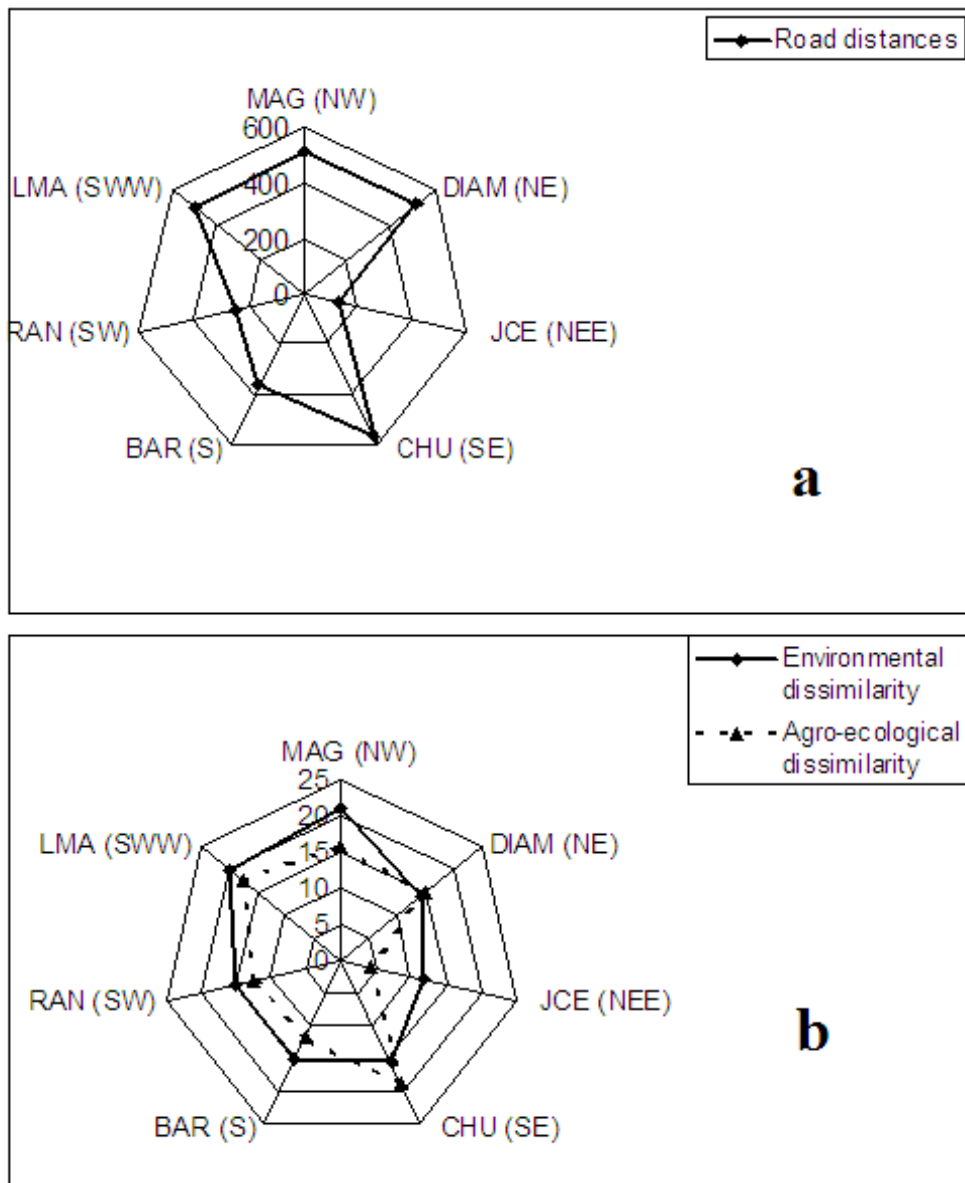 Road distances
MAG (NW)
600
LMA (SWW)
DIAM (NE)
400
200
0
RAN (SW)
JCE (NEE)
BAR (S)
CHU (SE)
a
Environmental
dissimilarity
Agro-ecological
dissimilarity
MAG (NW)
25
20
LMA (SWW)
DIAM (NE)
15
10
5
0
RAN (SW)
JCE (NEE)
b
BAR (S)
CHU (SE)